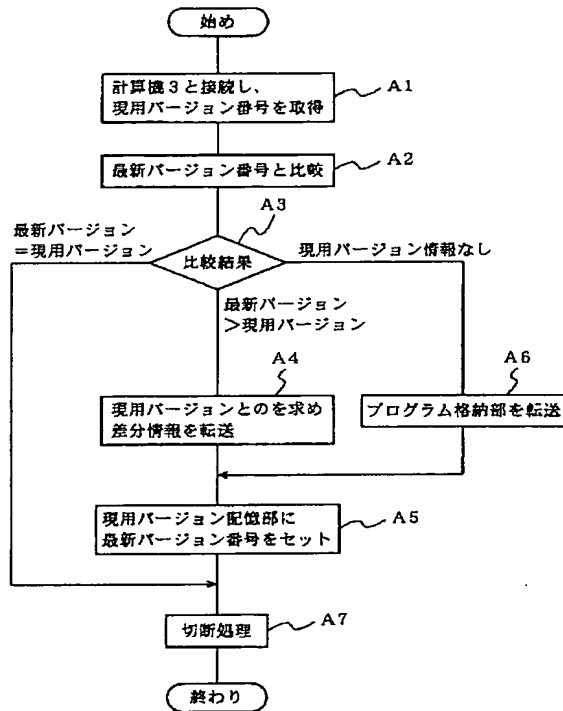 始め
計算機3と接続し、
現用バージョン番号を取得
A1
最新バージョン番号と比較
A2
A3
最新バージョン
=現用バージョン
比較結果
現用バージョン情報なし
最新バージョン
>現用バージョン
A4
現用バージョンとのを求め
差分情報を転送
A6
プログラム格納部を転送
現用バージョン記憶部に
最新バージョン番号をセット
A5
切断処理
A7
終わり